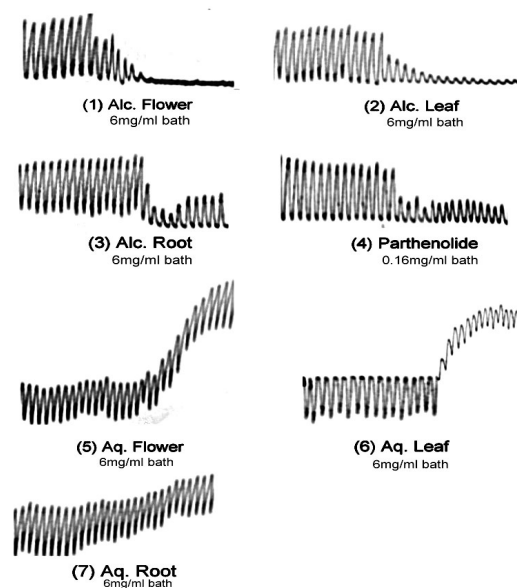 (1) Alc. Flower
6mg/ml bath
(2) Alc. Leaf
6mg/ml bath
(3) Alc. Root
6mg/ml bath
(4) Parthenolide
0.16mg/ml bath
(5) Aq. Flower
6mg/ml bath
(6) Aq. Leaf
6mg/ml bath
(7) Aq. Root
6mg/ml bath